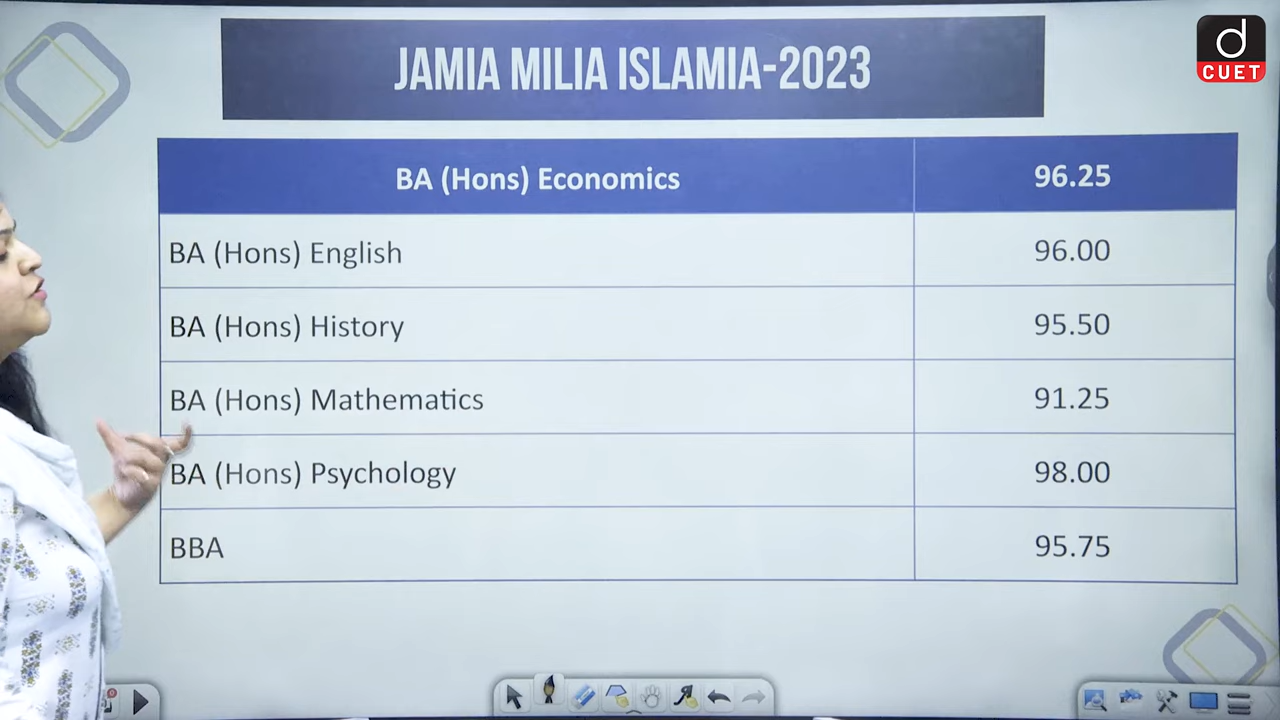 JAMIA MILIA ISLAMIA-2023
d
CUET
BA (Hons) Economics 96.25
BA (Hons) English 96.00
BA (Hons) History 95.50
BA (Hons) Mathematics 91.25
BA (Hons) Psychology 98.00
BBA 95.75